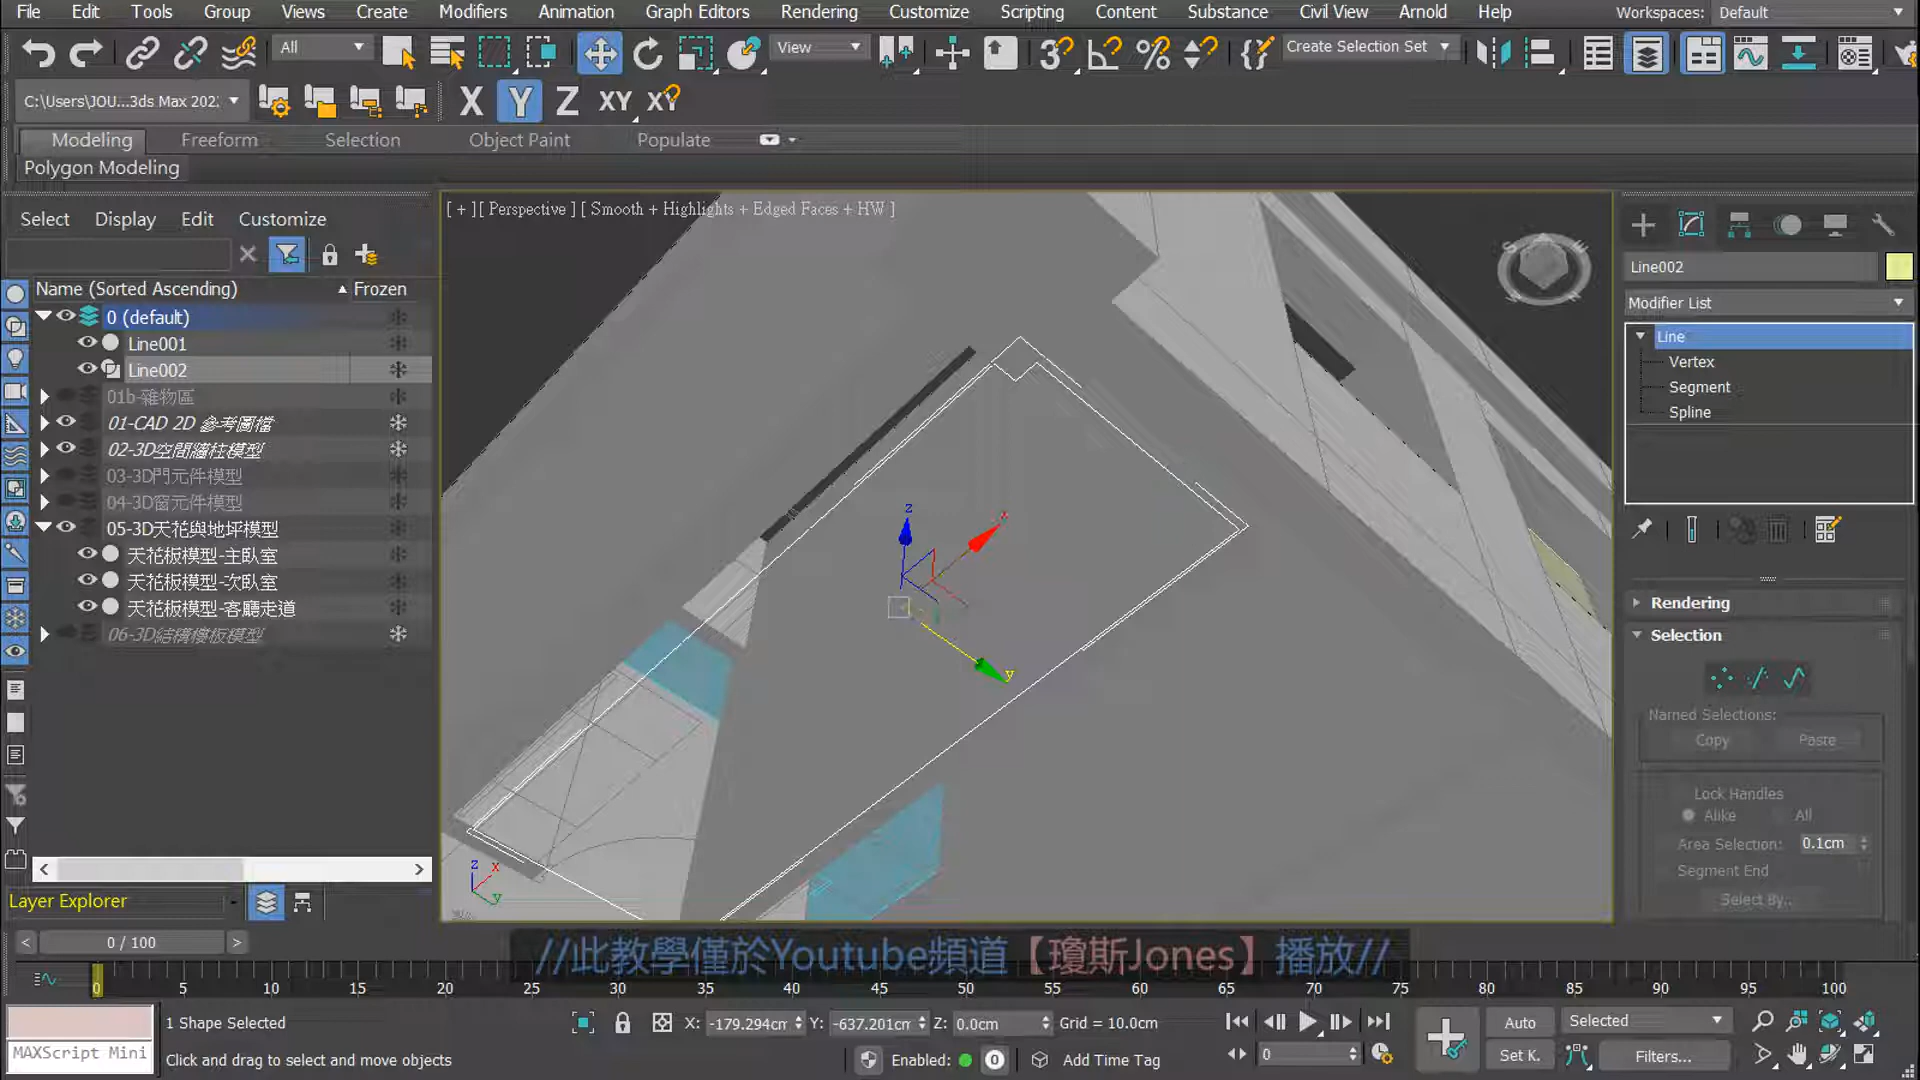 File Edit Tools Group Views Create Modifiers Animation Graph Editors Rendering Customize Scripting Content Civil View Substance Arnold Help Workspaces: Default
All View Create Selection Set
C:\Users\JOU...3ds Max 202 X Y Z XY XY
Modeling Freeform Selection Object Paint Populate
Polygon Modeling
Select Display Edit Customize
[ + ][ Perspective ] [ Smooth + Highlights + Edged Faces + HW ]
Line002
Name (Sorted Ascending) Frozen
Modifier List
0 (default)
Line
Line001
Vertex
Line002
Segment
01b-雜物區
Spline
01-CAD 2D 參考圖檔
02-3D空間牆柱模型
03-3D門元件模型
04-3D窗元件模型
05-3D天花與地坪模型
天花板模型-主臥室
天花板模型-次臥室
天花板模型-客廳走道
06-3D結構樓板模型
z
x
y
Rendering
Selection
Named Selections:
Copy Paste
Lock Handles
Alike All
Area Selection: 0.1cm
Segment End
Select By...
z x
y
Layer Explorer
0 / 100
//此教學僅於Youtube頻道【瓊斯Jones】播放//
0 5 10 15 20 25 30 35 40 45 50 55 60 65 70 75 80 85 90 95 100
1 Shape Selected X: -179.294cm Y: -637.201cm Z: 0.0cm Grid = 10.0cm Auto Selected
MAXScript Mini Click and drag to select and move objects Enabled: 0 Add Time Tag 0 Set K. Filters...